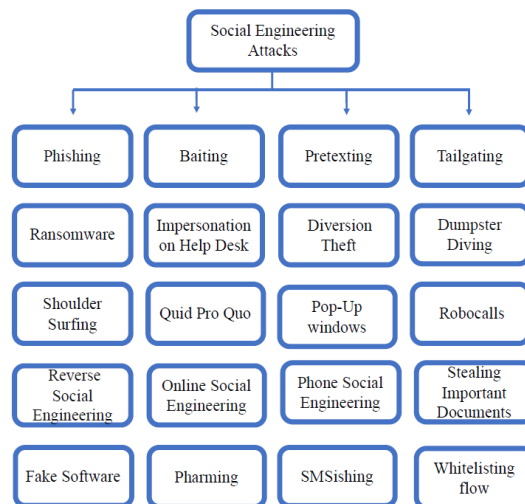 Social Engineering
Attacks
Phishing
Baiting
Pretexting
Tailgating
Ransomware
Impersonation
on Help Desk
Diversion
Theft
Dumpster
Diving
Shoulder
Surfing
Quid Pro Quo
Pop-Up
windows
Robocalls
Reverse
Social
Engineering
Online Social
Engineering
Phone Social
Engineering
Stealing
Important
Documents
Fake Software
Pharming
SMSishing
Whitelisting
flow